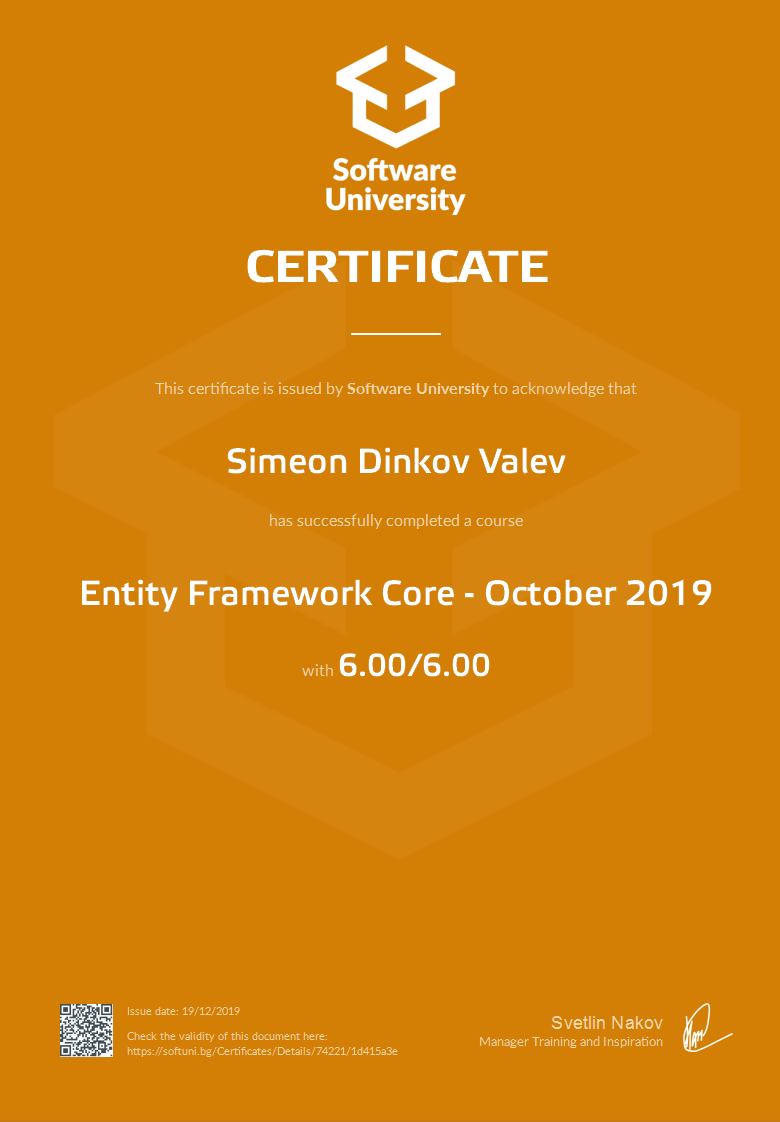 Software
University
CERTIFICATE
This certificate is issued by Software University to acknowledge that
Simeon Dinkov Valev
has successfully completed a course
Entity Framework Core - October 2019
with 6.00/6.00
Issue date: 19/12/2019
Check the validity of this document here:
https://softuni.bg/Certificates/Details/74221/1d415a3e
Svetlin Nakov
Manager Training and Inspiration